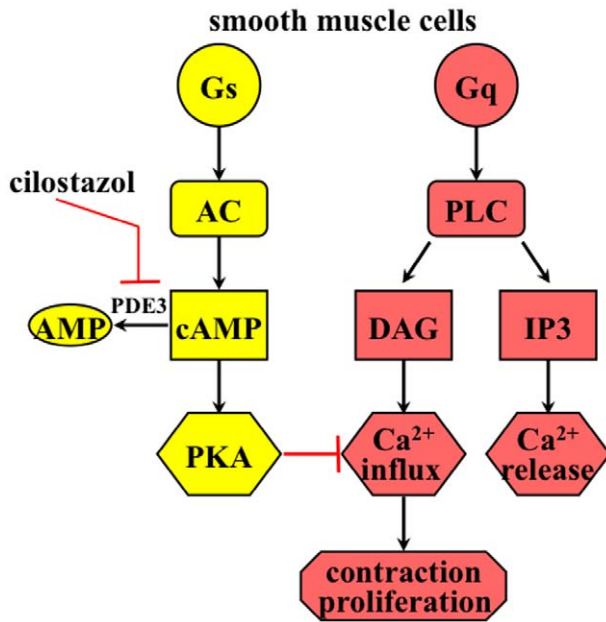 smooth muscle cells
Gs
Gq
cilostazol
AC
PLC
PDE3
AMP
cAMP
DAG
IP3
PKA
Ca²⁺
influx
Ca²⁺
release
contraction
proliferation